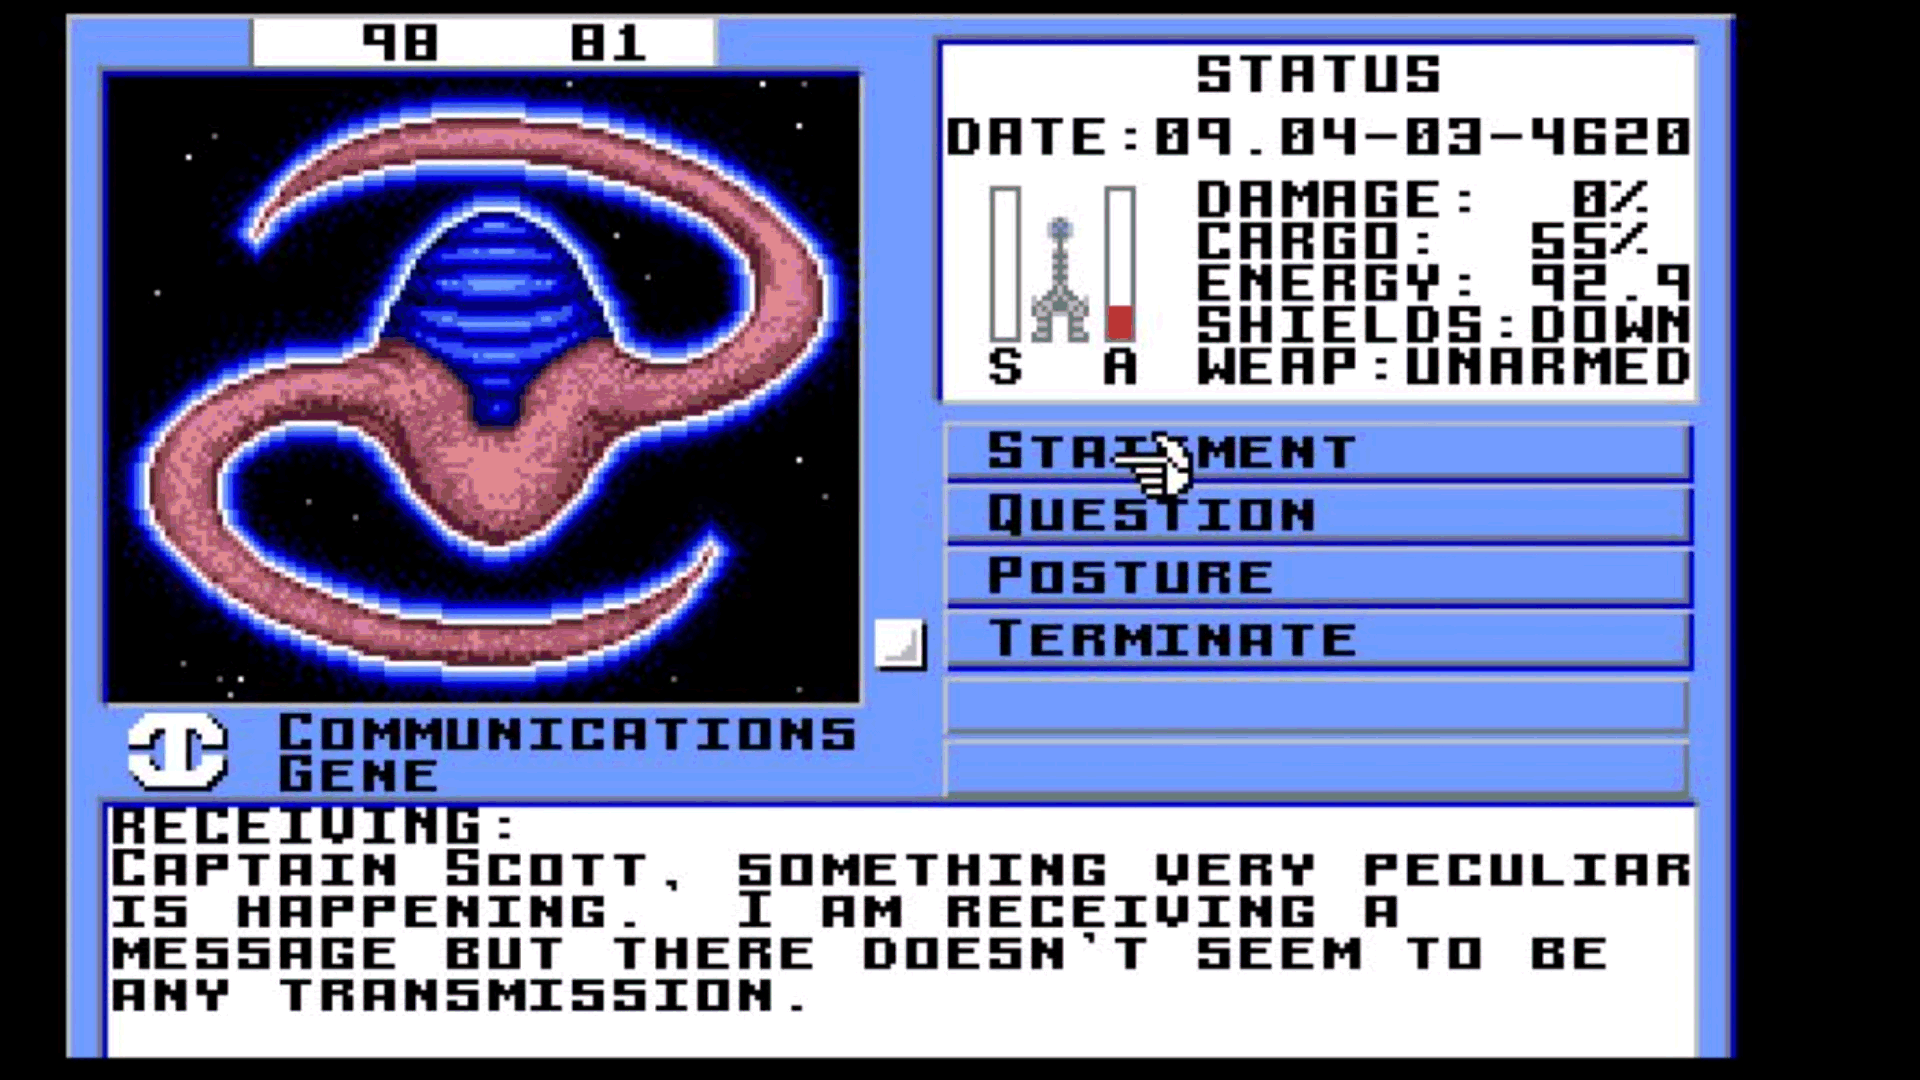 98 81
STATUS
DATE:09.04-03-4620
DAMAGE: 0%
CARGO: 55%
ENERGY: 92.9
SHIELDS:DOWN
WEAP:UNARMED
S A
STATEMENT
QUESTION
POSTURE
TERMINATE
COMMUNICATIONS
GENE
RECEIVING:
CAPTAIN SCOTT, SOMETHING VERY PECULIAR
IS HAPPENING. I AM RECEIVING A
MESSAGE BUT THERE DOESN'T SEEM TO BE
ANY TRANSMISSION.